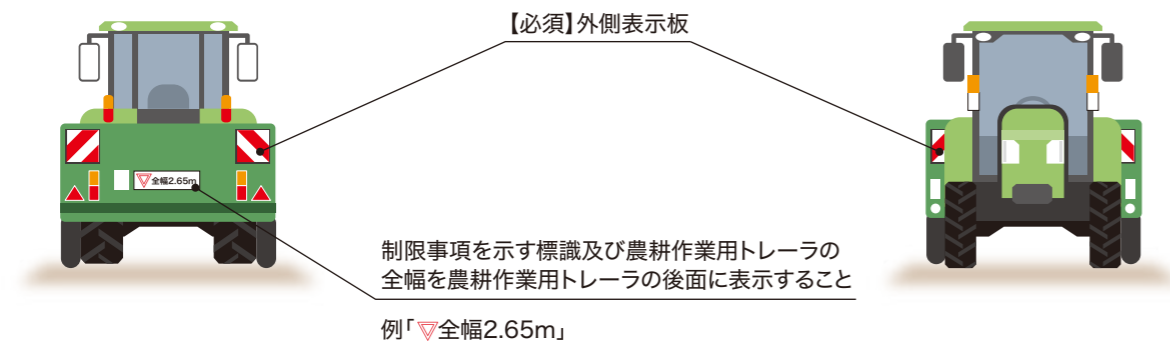 【必須】外側表示板
▽全幅2.65m
制限事項を示す標識及び農耕作業用トレーラの
全幅を農耕作業用トレーラの後面に表示すること
例「▽全幅2.65m」